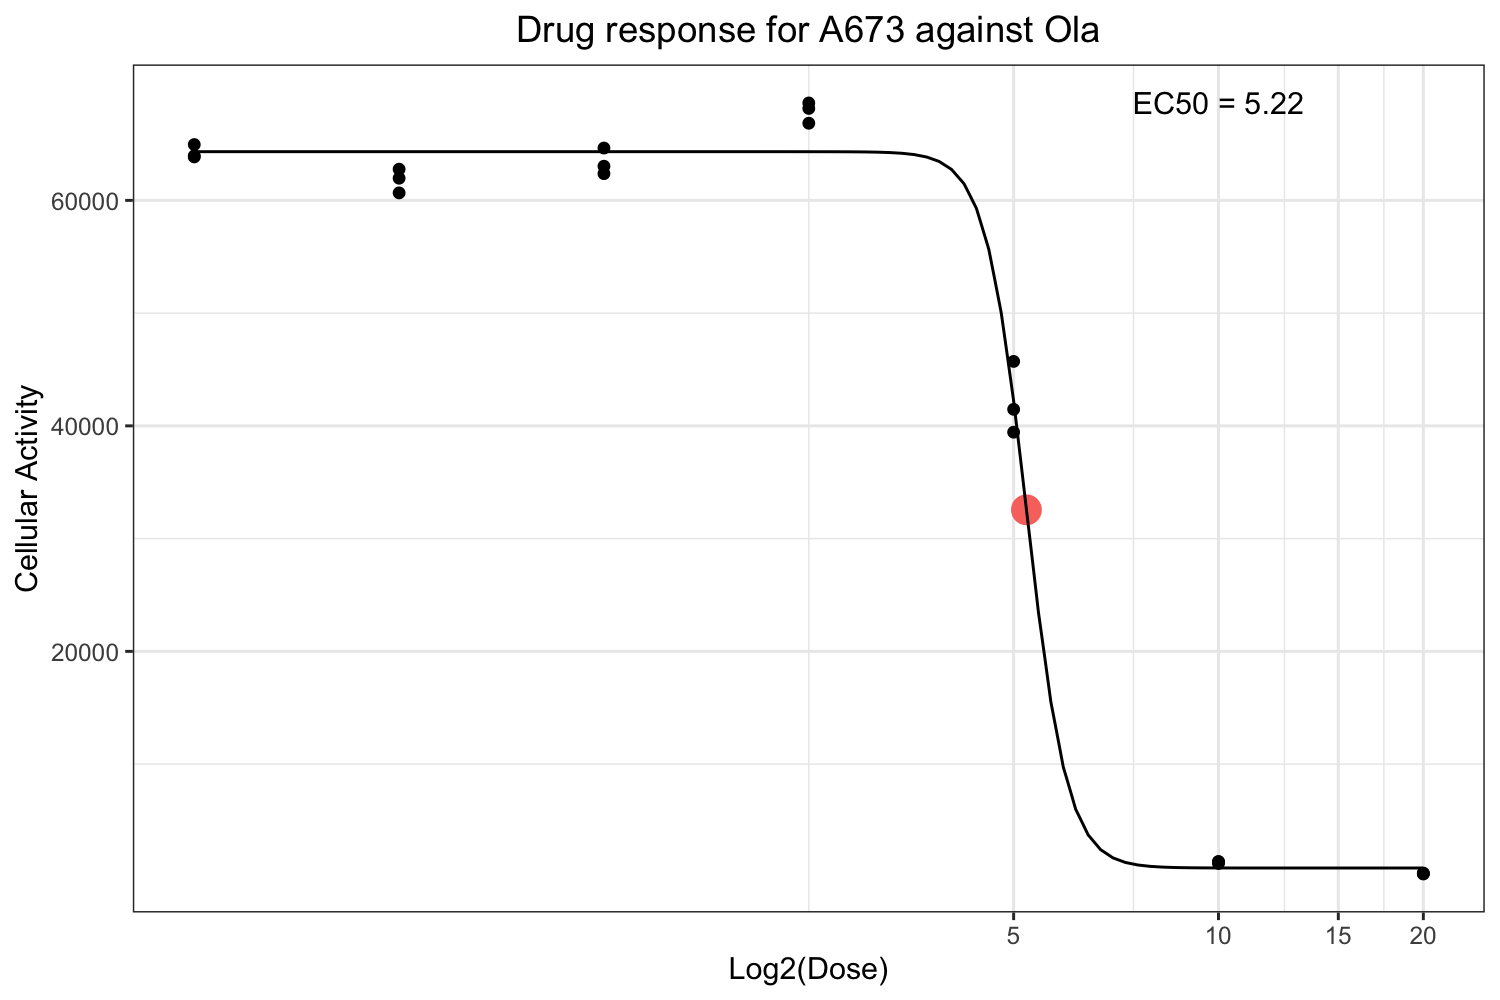 Drug response for A673 against Ola
EC50 = 5.22
60000
40000
20000
Cellular Activity
5 10 15 20
Log2(Dose)